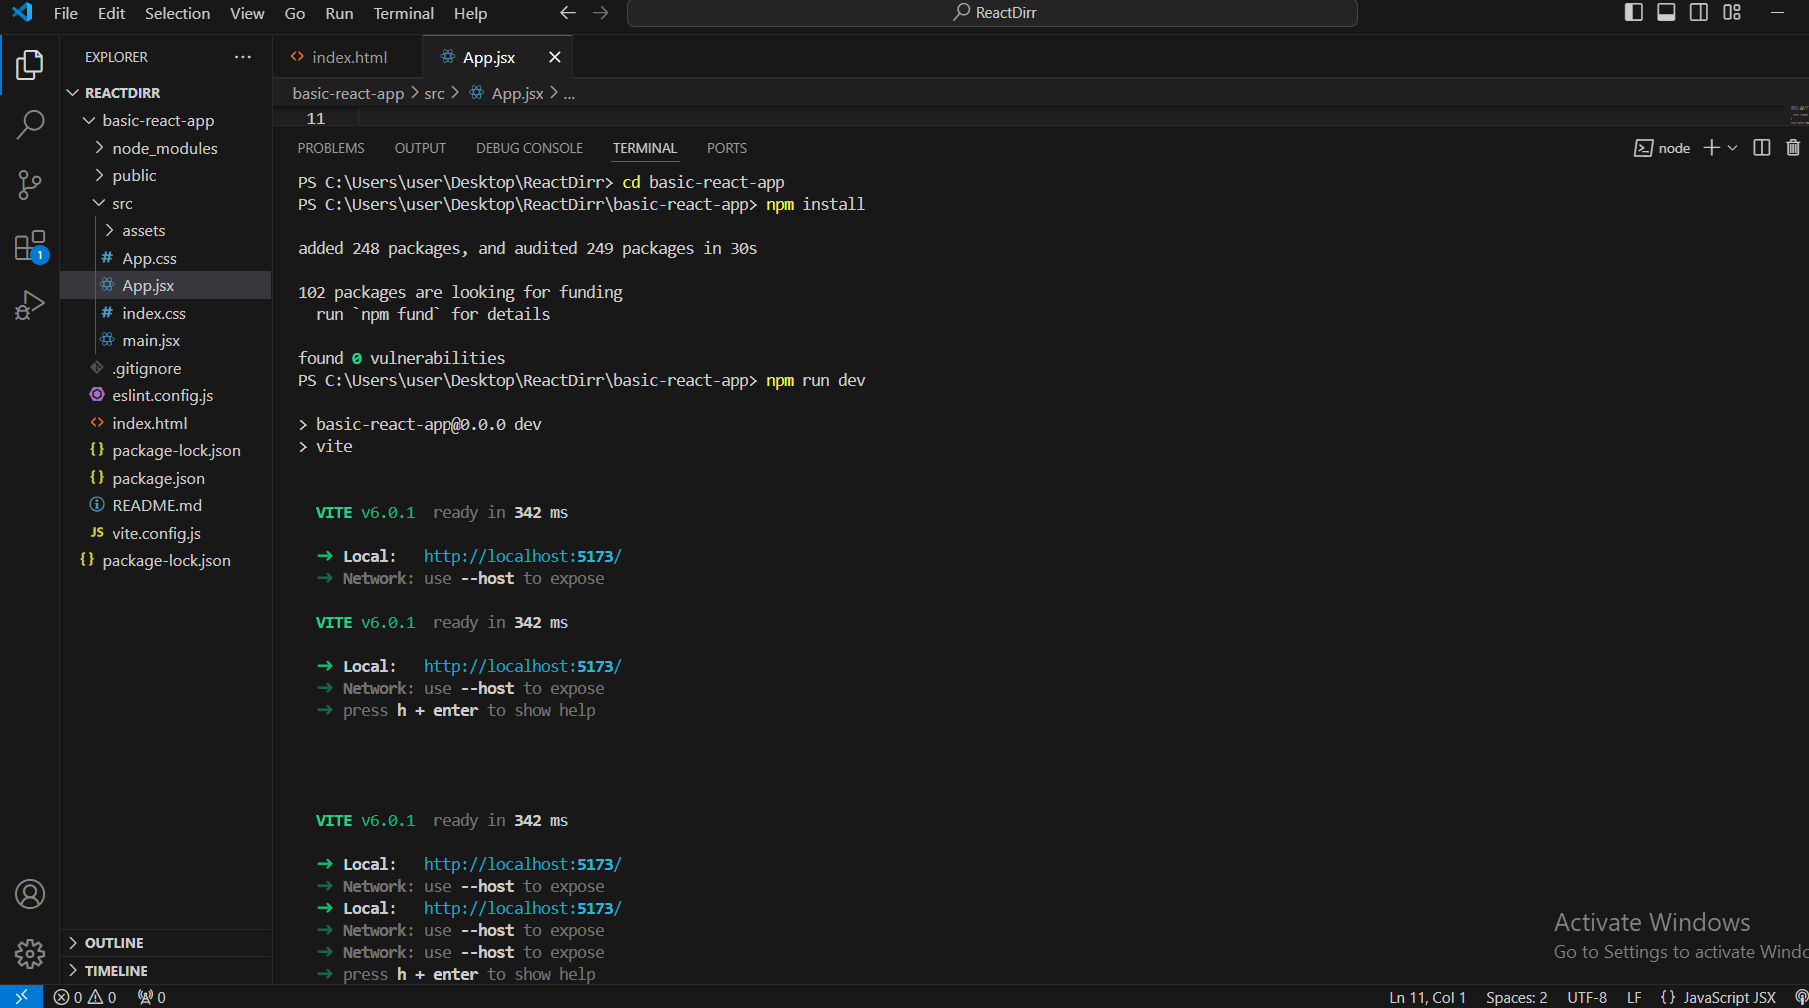 File Edit Selection View Go Run Terminal Help
ReactDirr
EXPLORER
index.html
App.jsx
REACTDIRR
basic-react-app > src > App.jsx > ...
basic-react-app
11
node_modules
public
src
assets
App.css
App.jsx
index.css
main.jsx
.gitignore
eslint.config.js
index.html
package-lock.json
package.json
README.md
vite.config.js
package-lock.json
OUTLINE
TIMELINE
1
PROBLEMS OUTPUT DEBUG CONSOLE TERMINAL PORTS
node
PS C:\Users\user\Desktop\ReactDirr> cd basic-react-app
PS C:\Users\user\Desktop\ReactDirr\basic-react-app> npm install
added 248 packages, and audited 249 packages in 30s
102 packages are looking for funding
run `npm fund` for details
found 0 vulnerabilities
PS C:\Users\user\Desktop\ReactDirr\basic-react-app> npm run dev
> basic-react-app@0.0.0 dev
> vite
VITE v6.0.1 ready in 342 ms
➜ Local: http://localhost:5173/
➜ Network: use --host to expose
VITE v6.0.1 ready in 342 ms
➜ Local: http://localhost:5173/
➜ Network: use --host to expose
➜ press h + enter to show help
VITE v6.0.1 ready in 342 ms
➜ Local: http://localhost:5173/
➜ Network: use --host to expose
➜ Local: http://localhost:5173/
➜ Network: use --host to expose
➜ Network: use --host to expose
➜ press h + enter to show help
Activate Windows
Go to Settings to activate Windo
0 0 0
Ln 11, Col 1 Spaces: 2 UTF-8 LF {} JavaScript JSX